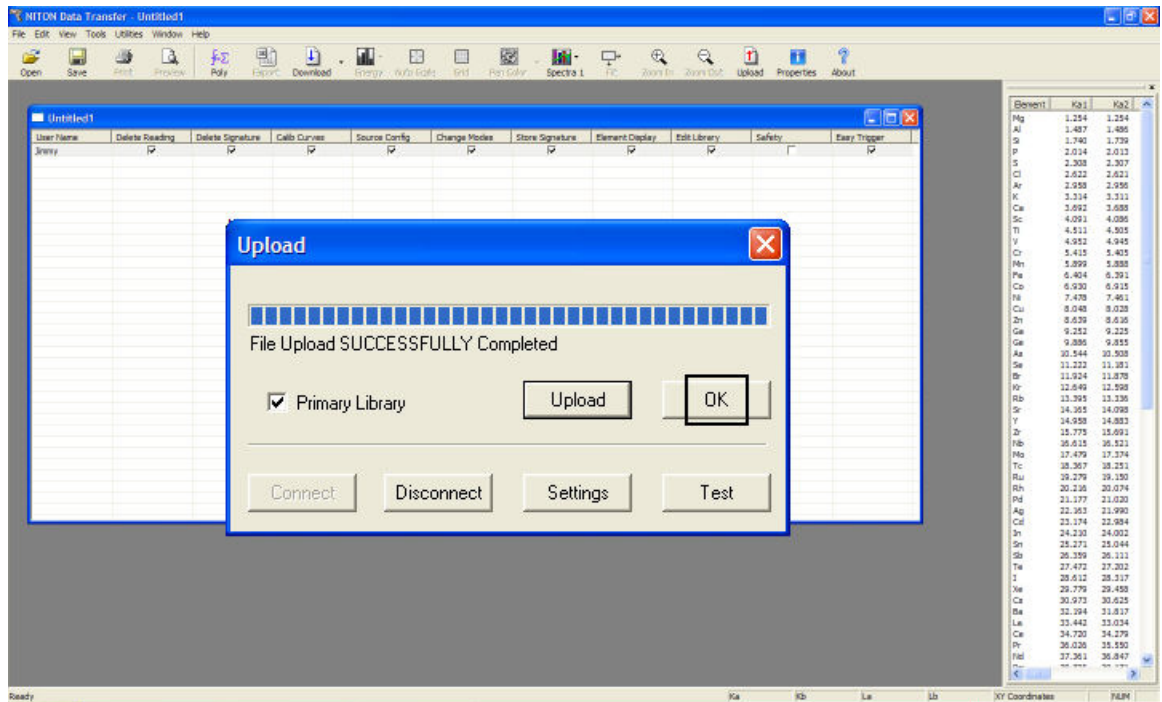 NITON Data Transfer - Untitled1
File Edit View Tools Utilities Window Help
Open Save Print Preview Poly Export Download Energy Auto Scale Grid Pen Color Spectra 1 Fit Zoom In Zoom Out Upload Properties About
Untitled1
User Name Delete Reading Delete Signature Calib Curves Source Config Change Modes Store Signature Element Display Edit Library Safety Easy Trigger
Jimmy
Upload
File Upload SUCCESSFULLY Completed
Primary Library Upload OK
Connect Disconnect Settings Test
Element Ka1 Ka2
Mg 1.254 1.254
Al 1.487 1.486
Si 1.740 1.739
P 2.014 2.013
S 2.308 2.307
Cl 2.622 2.621
Ar 2.958 2.956
K 3.314 3.311
Ca 3.692 3.688
Sc 4.091 4.086
Ti 4.511 4.505
V 4.952 4.945
Cr 5.415 5.405
Mn 5.899 5.888
Fe 6.404 6.391
Co 6.930 6.915
Ni 7.478 7.461
Cu 8.048 8.028
Zn 8.639 8.616
Ga 9.252 9.225
Ge 9.886 9.855
As 10.544 10.508
Se 11.222 11.181
Br 11.924 11.878
Kr 12.649 12.598
Rb 13.395 13.336
Sr 14.165 14.098
Y 14.958 14.883
Zr 15.775 15.691
Nb 16.615 16.521
Mo 17.479 17.374
Tc 18.367 18.251
Ru 19.279 19.150
Rh 20.216 20.074
Pd 21.177 21.020
Ag 22.163 21.990
Cd 23.174 22.984
In 24.210 24.002
Sn 25.271 25.044
Sb 26.359 26.111
Te 27.472 27.202
I 28.612 28.317
Xe 29.779 29.458
Cs 30.973 30.625
Ba 32.194 31.817
La 33.442 33.034
Ce 34.720 34.279
Pr 36.026 35.550
Nd 37.361 36.847
Ready Ka Kb La Lb XY Coordinates NUM